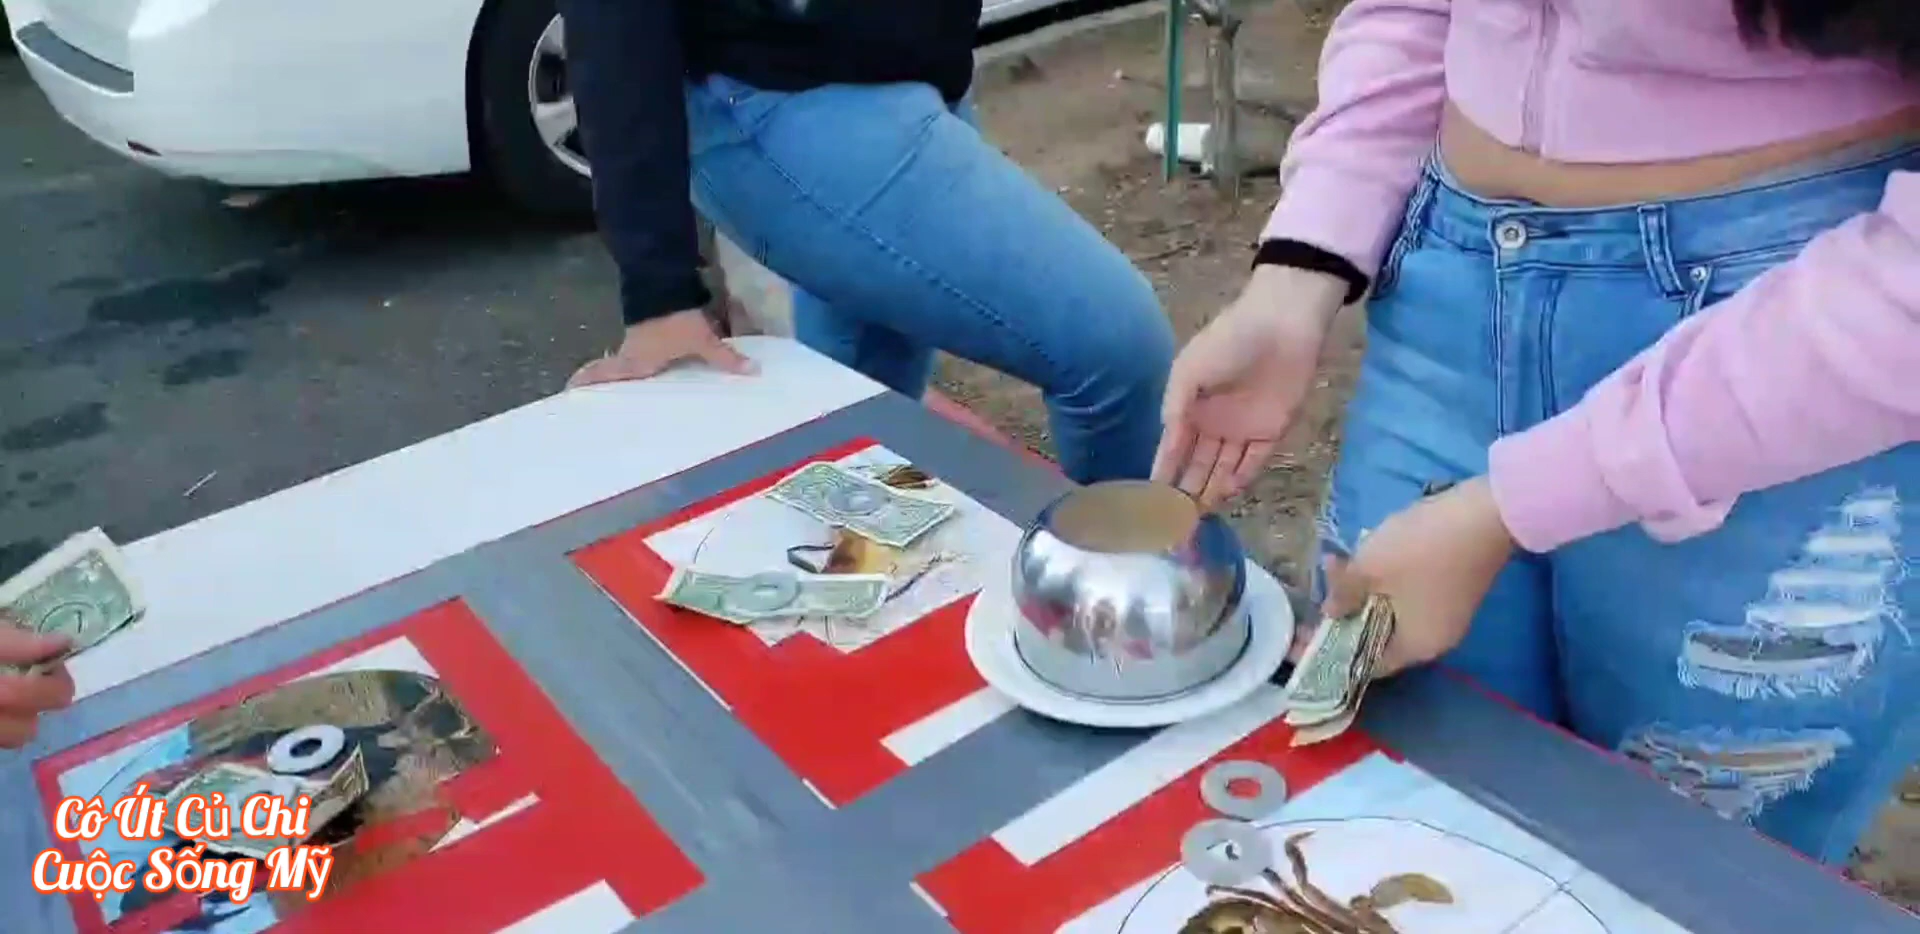 Cô Út Củ Chi
Cuộc Sống Mỹ